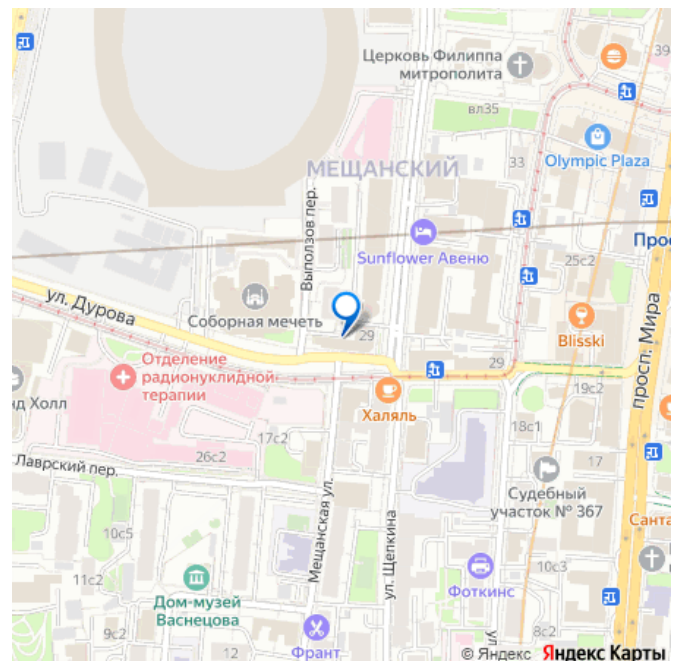 Церковь Филиппа
митрополита
вл35
МЕЩАНСКИЙ
33
Olympic Plaza
Выползов пер.
Sunflower Авеню
Прос
25с2
ул. Дурова
Соборная мечеть
29
Blisski
просп. Мира
Отделение
радионуклидной
терапии
29
нд Холл
Халяль
19с2
17с2
18с1
26с2
Лаврский пер.
17
Судебный
участок № 367
Мещанская ул.
ул. Щепкина
Санта
10с5
11с2
10с3
Дом-музей
Васнецова
Фоткинс
ул
9с2
12
Франт
8с2
© Яндекс Яндекс Карты